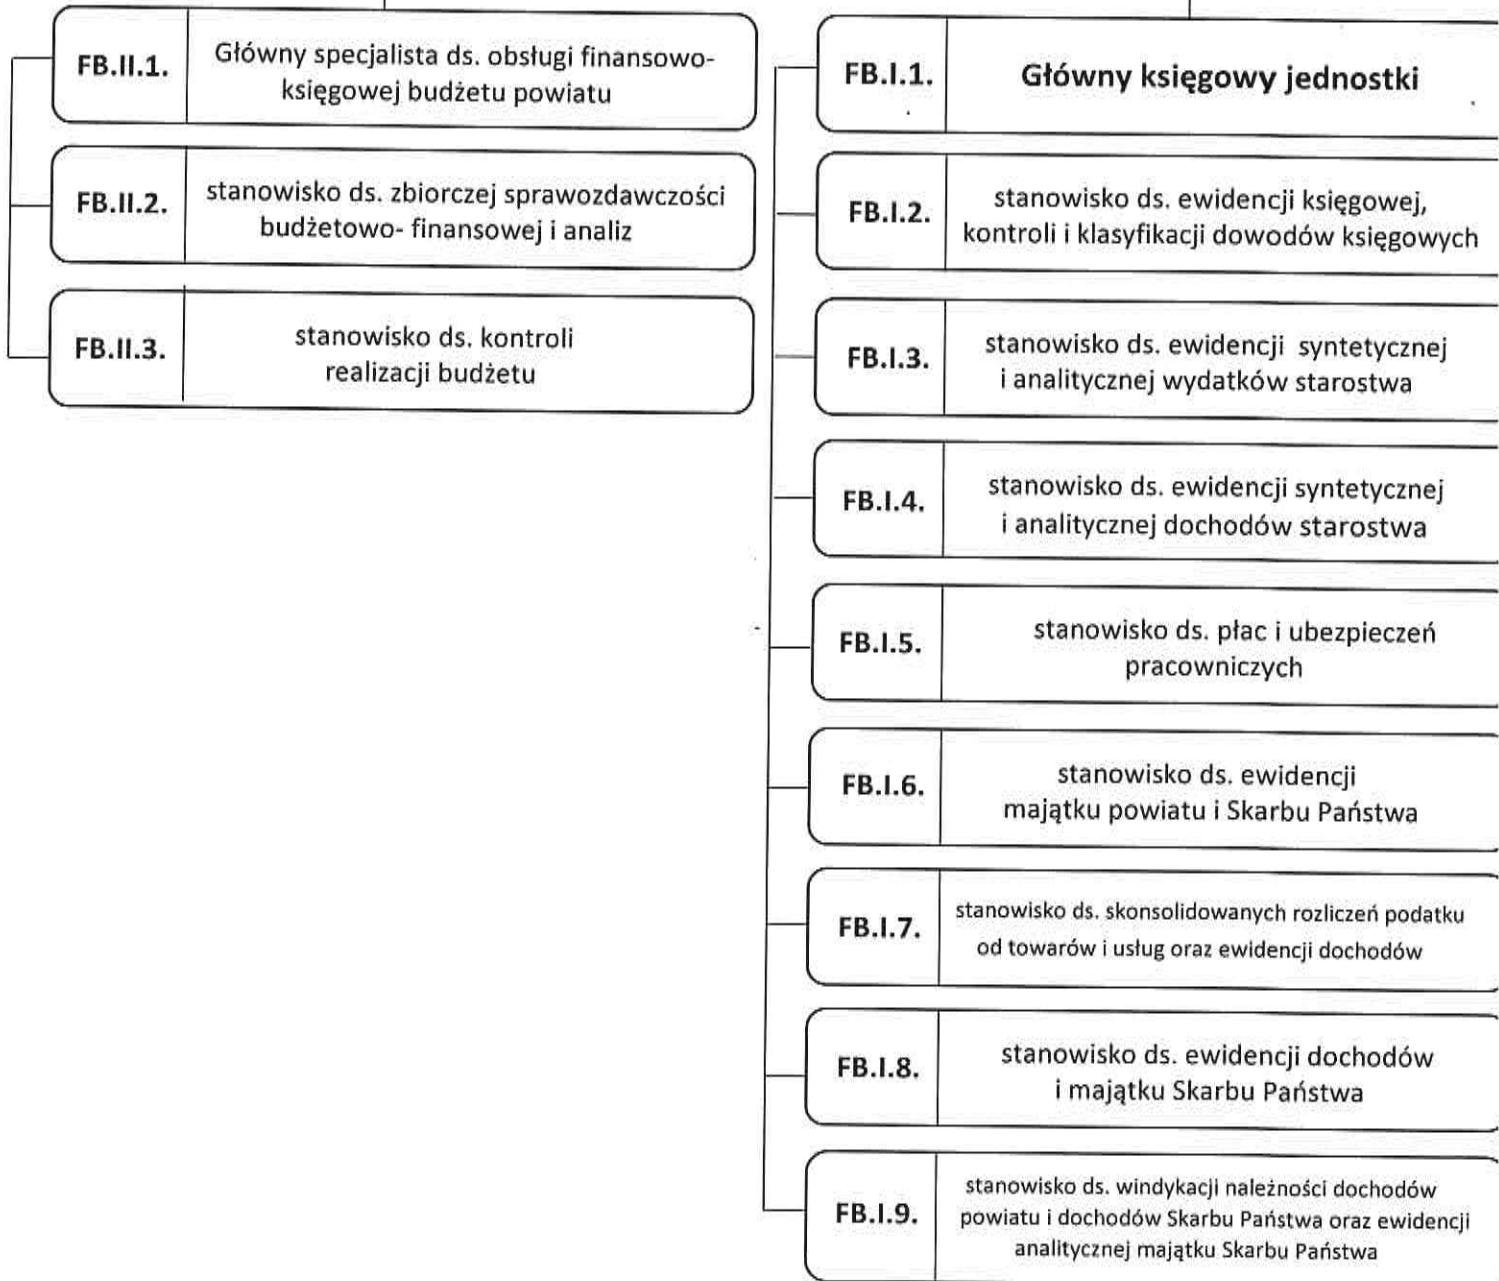 FB.II.1.
Główny specjalista ds. obsługi finansowo-
księgowej budżetu powiatu
FB.II.2.
stanowisko ds. zbiorczej sprawozdawczości
budżetowo- finansowej i analiz
FB.II.3.
stanowisko ds. kontroli
realizacji budżetu
FB.I.1.
Główny księgowy jednostki
FB.I.2.
stanowisko ds. ewidencji księgowej,
kontroli i klasyfikacji dowodów księgowych
FB.I.3.
stanowisko ds. ewidencji syntetycznej
i analitycznej wydatków starostwa
FB.I.4.
stanowisko ds. ewidencji syntetycznej
i analitycznej dochodów starostwa
FB.I.5.
stanowisko ds. płac i ubezpieczeń
pracowniczych
FB.I.6.
stanowisko ds. ewidencji
majątku powiatu i Skarbu Państwa
FB.I.7.
stanowisko ds. skonsolidowanych rozliczeń podatku
od towarów i usług oraz ewidencji dochodów
FB.I.8.
stanowisko ds. ewidencji dochodów
i majątku Skarbu Państwa
FB.I.9.
stanowisko ds. windykacji należności dochodów
powiatu i dochodów Skarbu Państwa oraz ewidencji
analitycznej majątku Skarbu Państwa